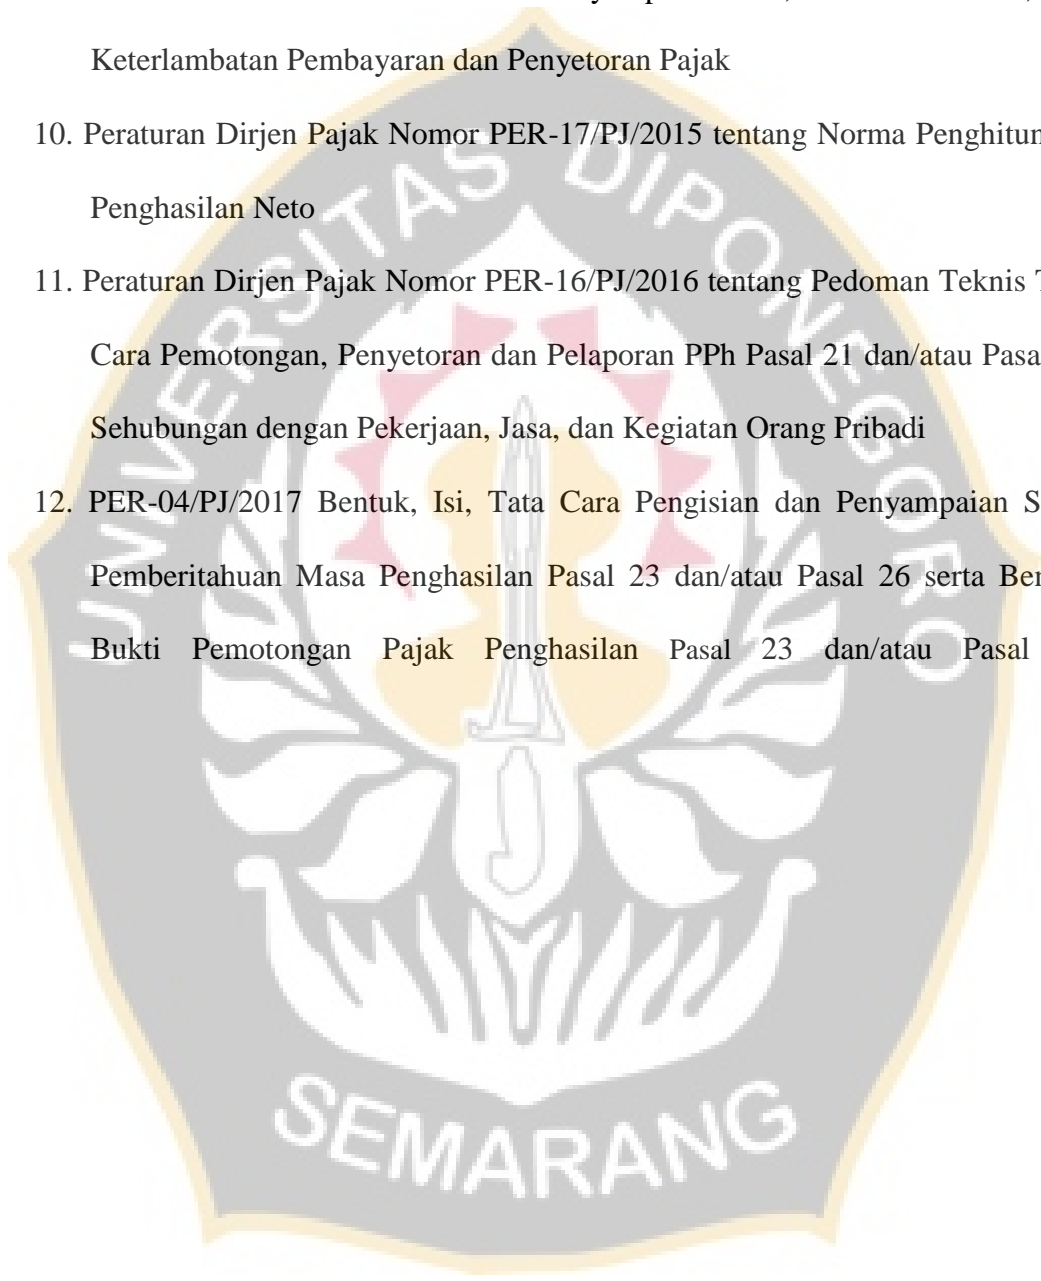 Keterlambatan Pembayaran dan Penyetoran Pajak
10. Peraturan Dirjen Pajak Nomor PER-17/PJ/2015 tentang Norma
Penghasilan Neto
11. Peraturan Dirjen Pajak Nomor PER-16/PJ/2016 tentang Pedoman Teknis
Cara Pemotongan, Penyetoran dan Pelaporan PPh Pasal 21 dan/atau
Sehubungan dengan Pekerjaan, Jasa, dan Kegiatan Orang Pribadi
12. PER-04/PJ/2017 Bentuk, Isi, Tata Cara Pengisian dan Penyampaian
Pemberitahuan Masa Penghasilan Pasal 23 dan/atau Pasal 26 serta
Bukti Pemotongan Pajak Penghasilan Pasal 23 dan/atau Pasal
UNIVERSITAS DIPONEGORO
SEMARANG